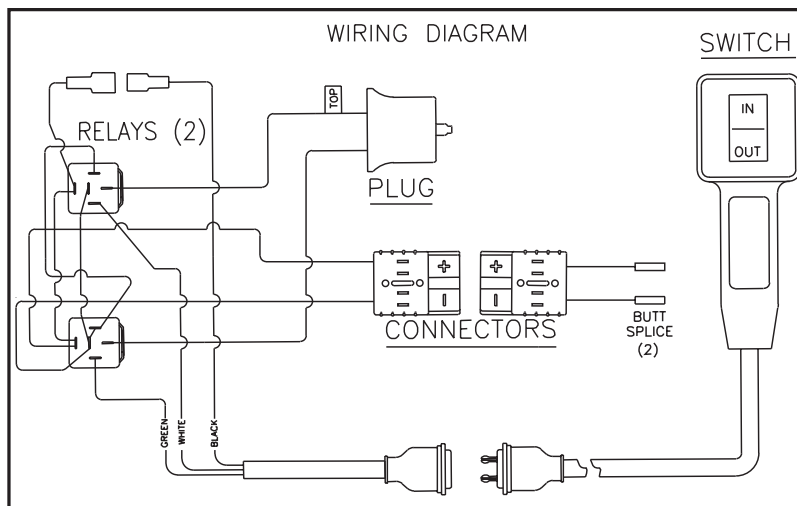 WIRING DIAGRAM
SWITCH
TOP
RELAYS (2)
IN
OUT
PLUG
+
+
-
-
CONNECTORS
BUTT
SPLICE
(2)
GREEN
WHITE
BLACK